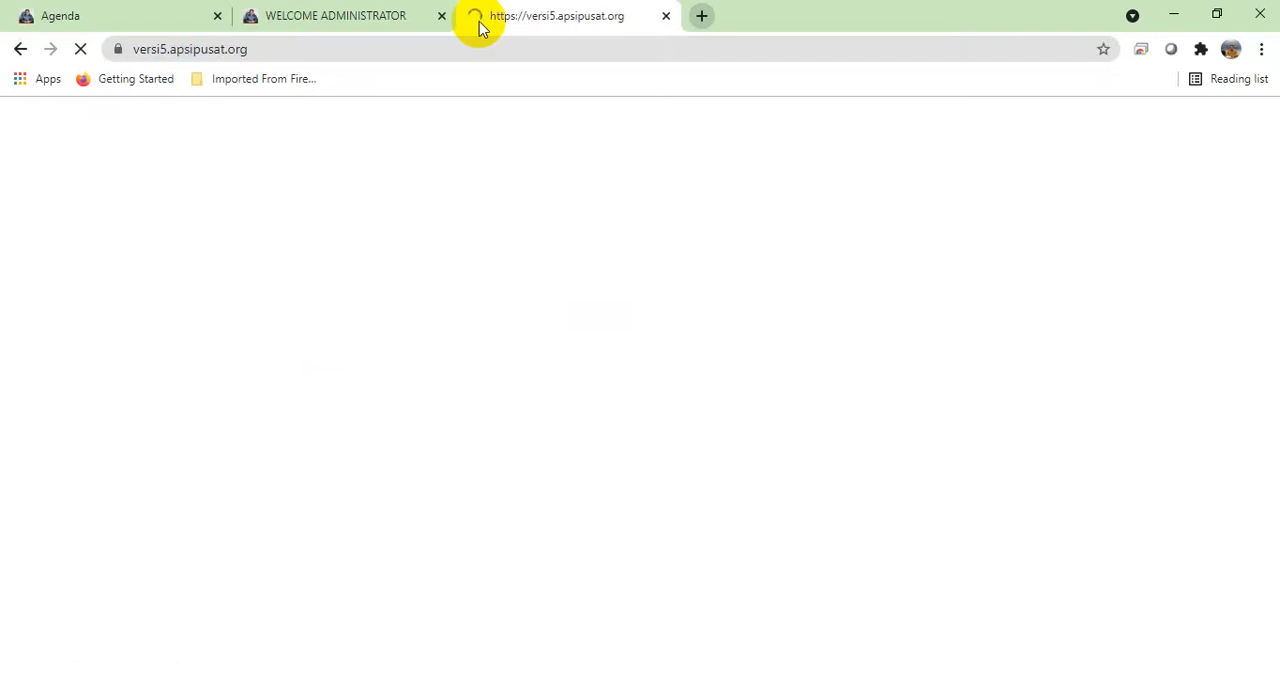 Agenda
WELCOME ADMINISTRATOR
https://versi5.apsipusat.org
versi5.apsipusat.org
Apps
Getting Started
Imported From Fire...
Reading list